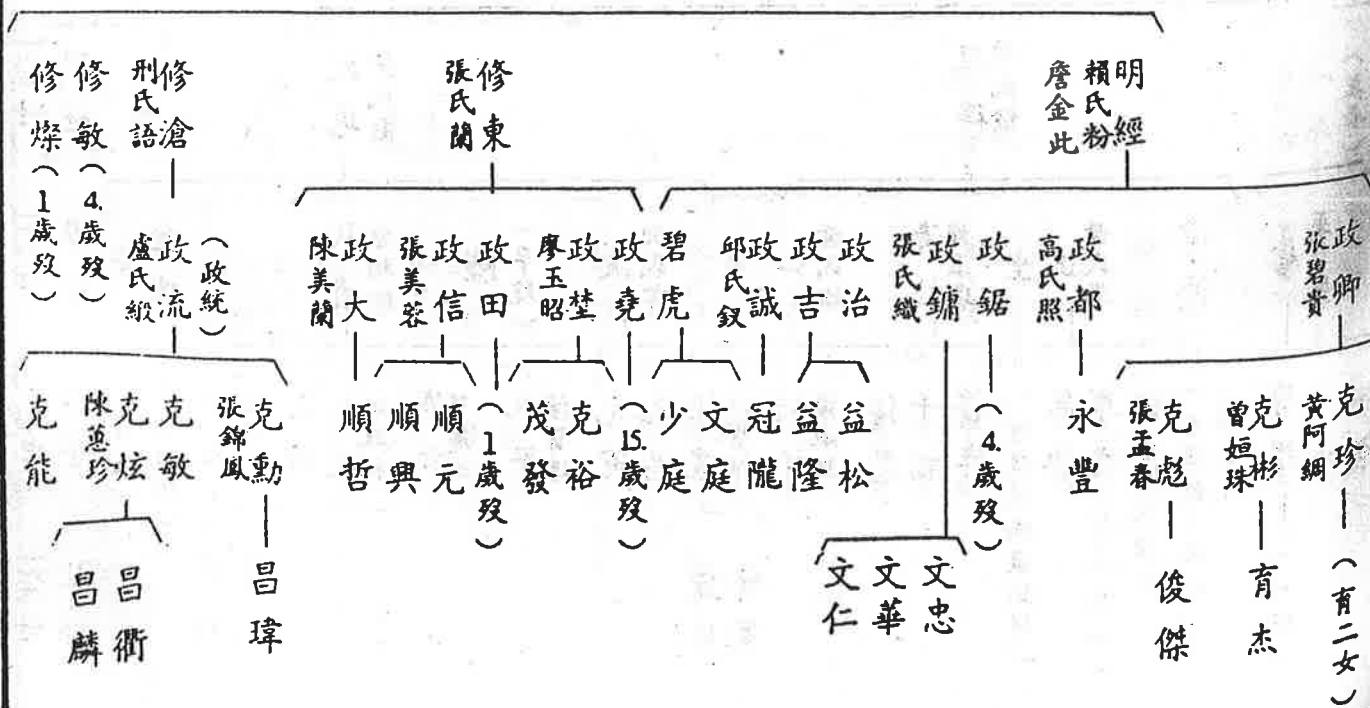 明經
賴氏粉
詹金此
修東
張氏蘭
修滄
刑氏語
修敏（4.歲歿）
修燦（1歲歿）
政卿
張碧貴
政都
高氏照
政鋸
政鏞
張氏織
政治
政吉
政誠
邱氏釵
碧虎
政堯
政埜
廖玉昭
政田
政信
張美蓉
政大
陳美蘭
（政統）
政流
盧氏緞
克珍
黃阿綢
克彬
曾姮珠
克彪
張孟春
永豐
（4.歲歿）
益松
益隆
冠隴
文庭
少庭
（15.歲歿）
克裕
茂發
（1歲歿）
順元
順興
順哲
克勳
張錦鳳
克敏
克炫
陳蕙珍
克能
（育二女）
育杰
俊傑
文忠
文華
文仁
昌瑋
昌衢
昌麟